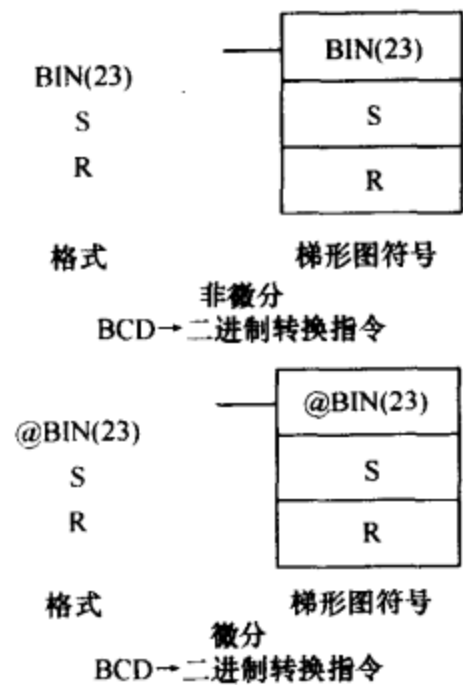 BIN(23)
S
R
BIN(23)
S
R
格式
梯形图符号
非微分
BCD→二进制转换指令
@BIN(23)
S
R
@BIN(23)
S
R
格式
梯形图符号
微分
BCD→二进制转换指令